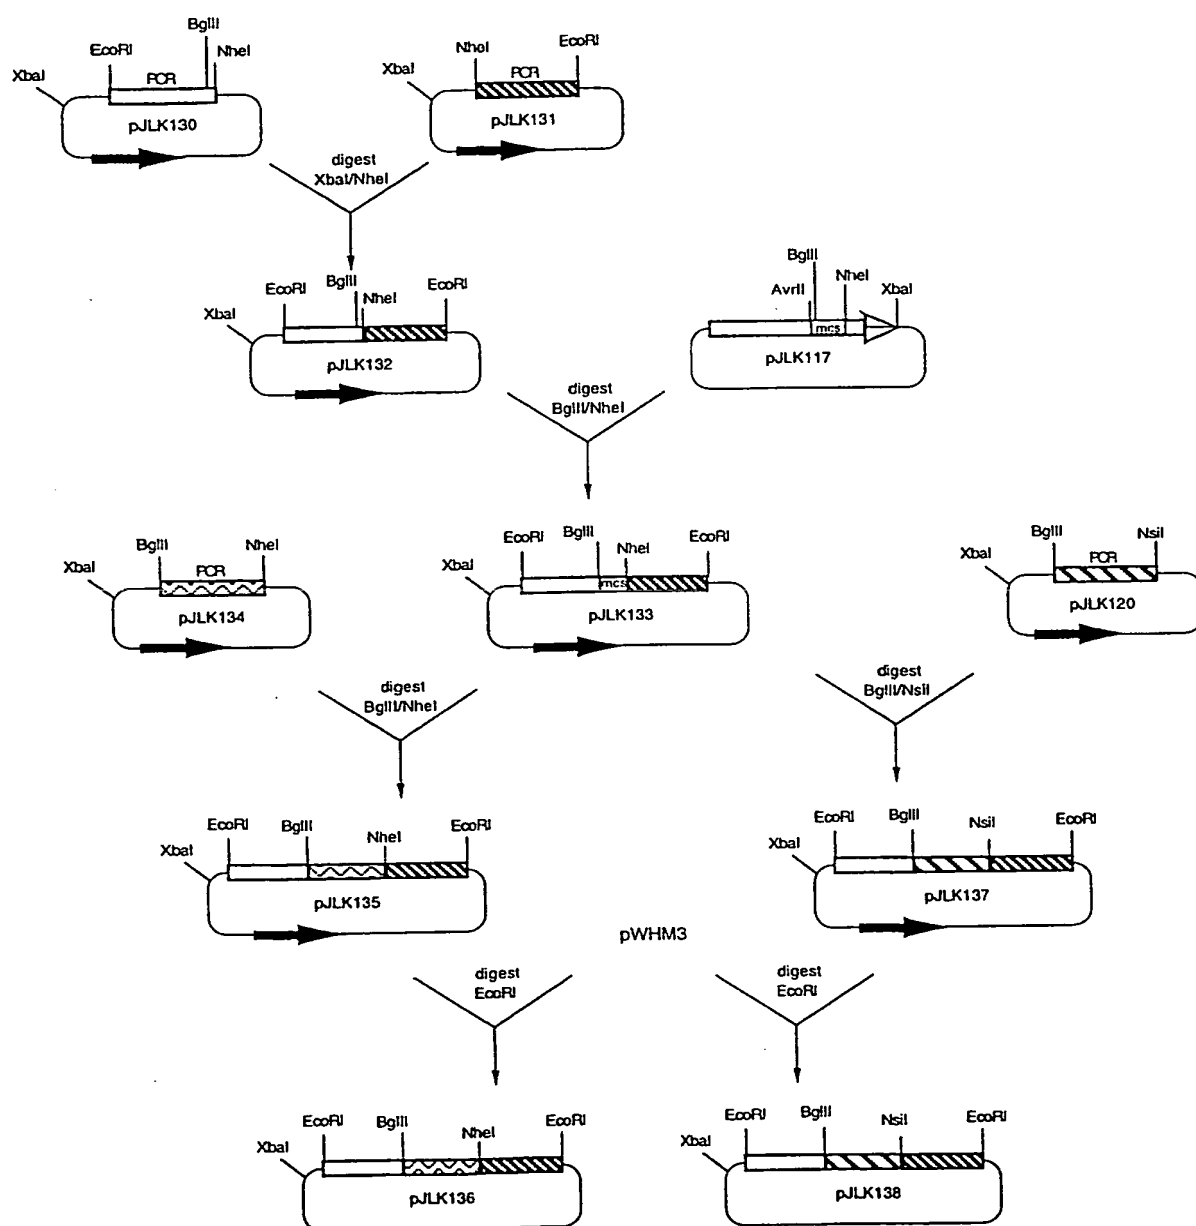 BglII
EcoRI
NheI
PCR
XbaI
pJLK130
NheI
EcoRI
PCR
XbaI
pJLK131
digest
XbaI/NheI
EcoRI
BglII
NheI
EcoRI
XbaI
pJLK132
BglII
AvrII
NheI
XbaI
mcs
pJLK117
digest
BglII/NheI
BglII
NheI
PCR
XbaI
pJLK134
EcoRI
BglII
NheI
EcoRI
XbaI
mcs
pJLK133
BglII
NsiI
PCR
XbaI
pJLK120
digest
BglII/NheI
digest
BglII/NsiI
EcoRI
BglII
NheI
EcoRI
XbaI
pJLK135
EcoRI
BglII
NsiI
EcoRI
XbaI
pJLK137
pWHM3
digest
EcoRI
digest
EcoRI
EcoRI
BglII
NheI
EcoRI
XbaI
pJLK136
EcoRI
BglII
NsiI
EcoRI
XbaI
pJLK138